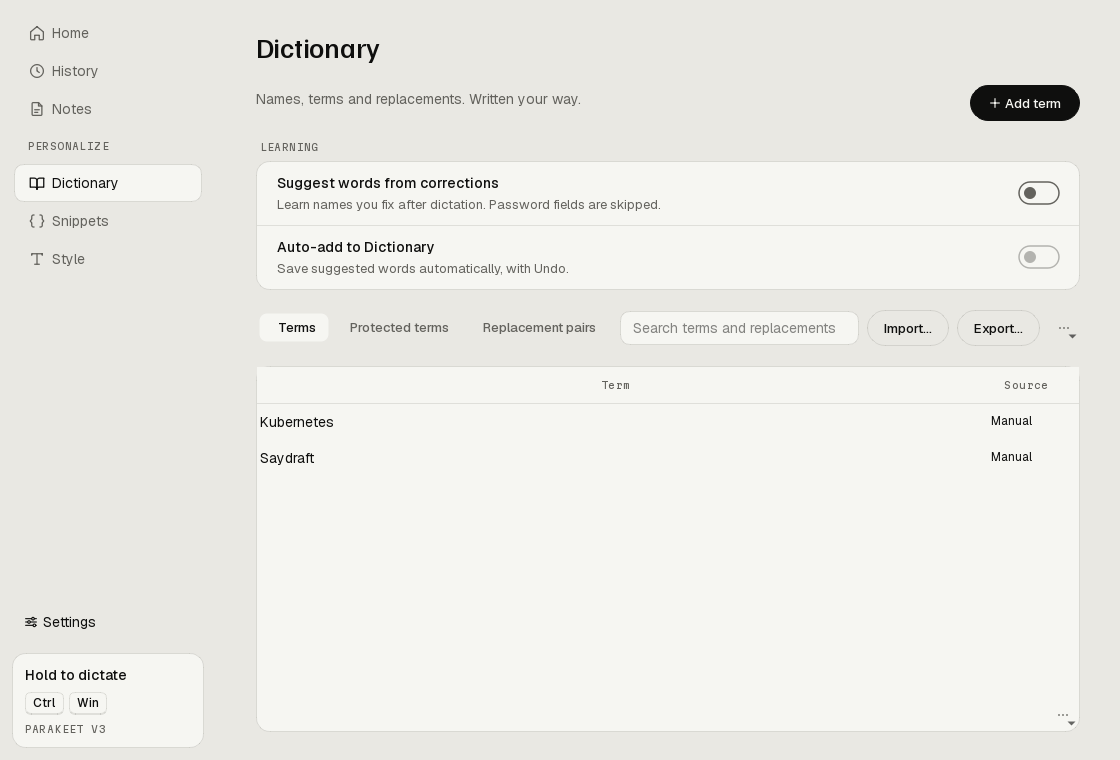 Home
History
Notes
PERSONALIZE
Dictionary
Snippets
Style
Settings
Hold to dictate
Ctrl Win
PARAKEET V3
Dictionary
Names, terms and replacements. Written your way.
+ Add term
LEARNING
Suggest words from corrections
Learn names you fix after dictation. Password fields are skipped.
Auto-add to Dictionary
Save suggested words automatically, with Undo.
Terms Protected terms Replacement pairs Search terms and replacements Import... Export... ...
Term Source
Kubernetes Manual
Saydraft Manual
...